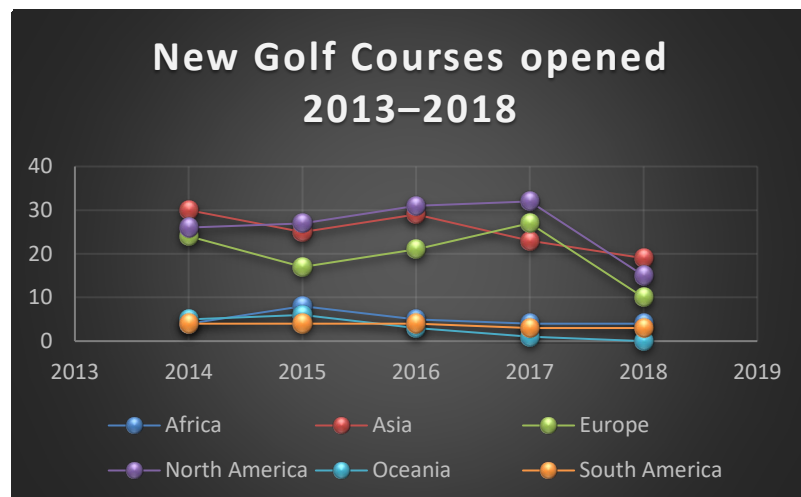 New Golf Courses opened
2013–2018
40
30
20
10
0
2013 2014 2015 2016 2017 2018 2019
Africa Asia Europe
North America Oceania South America